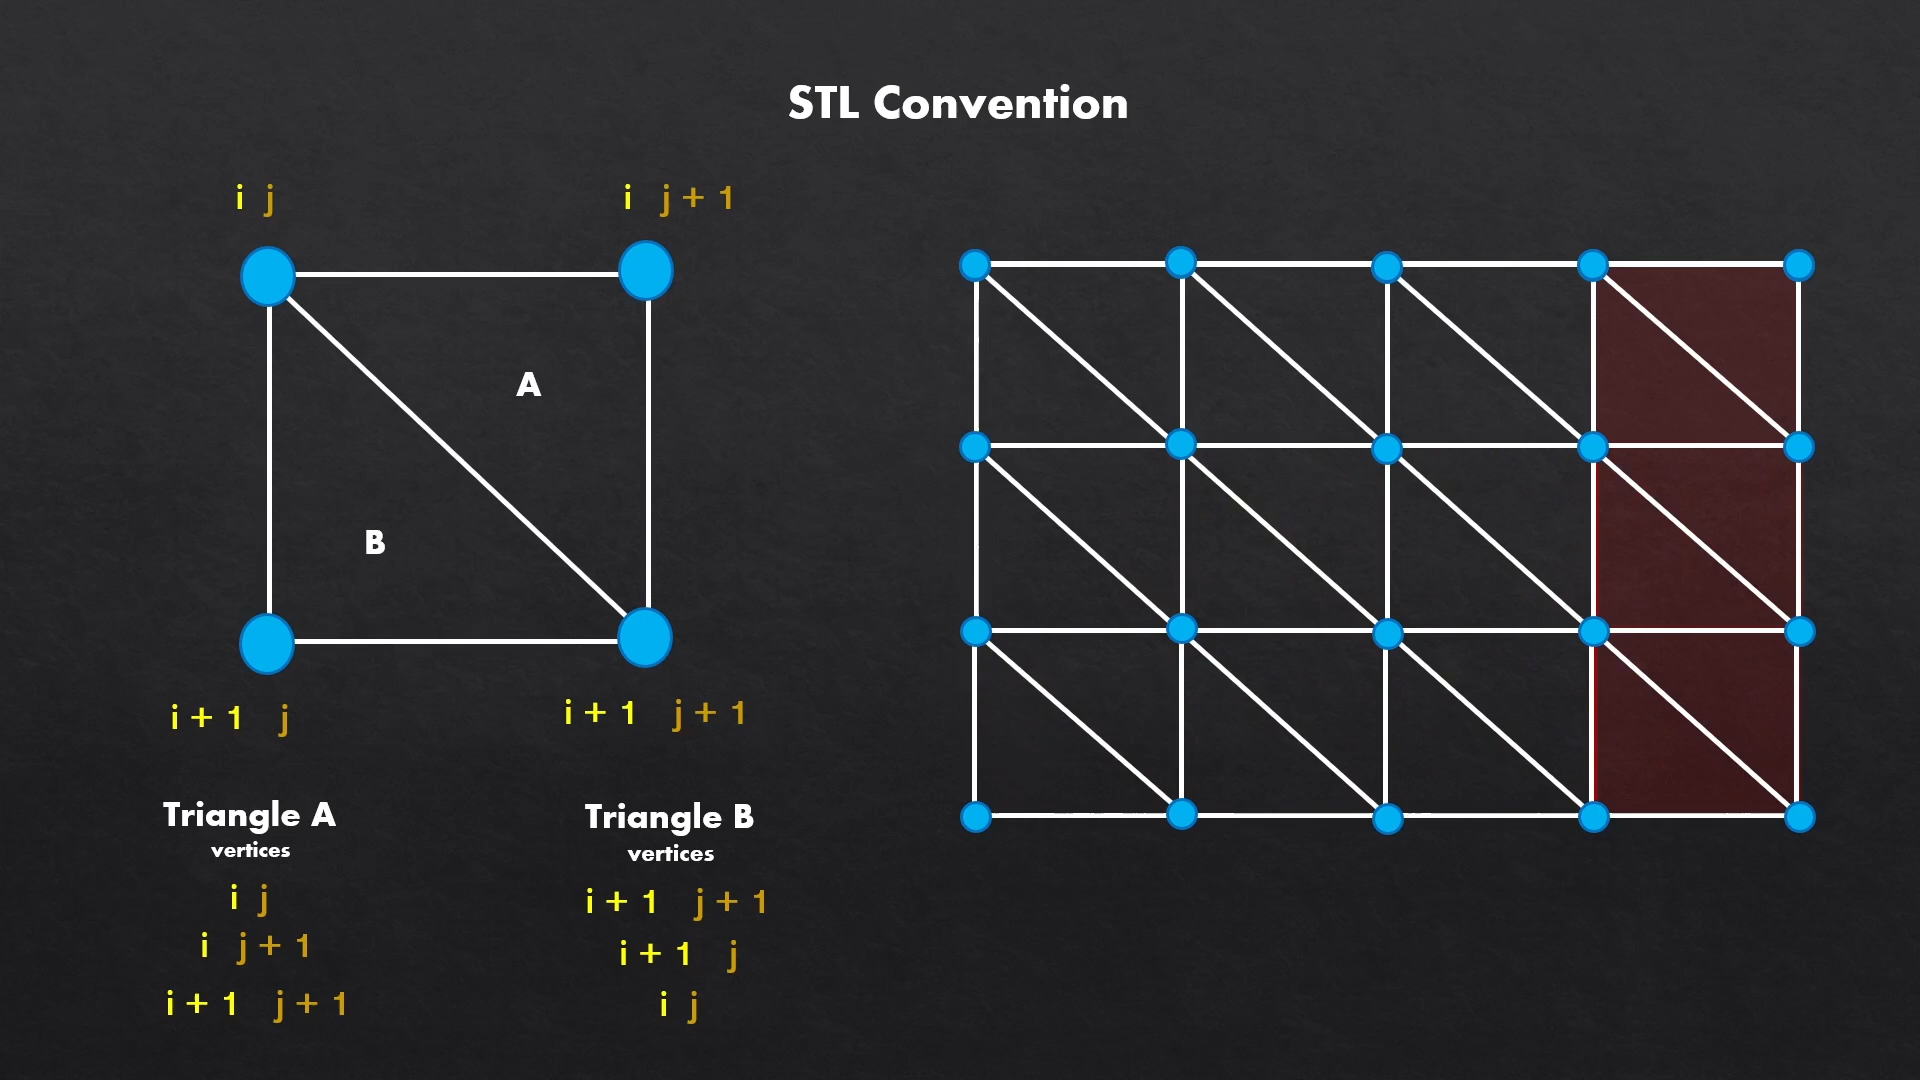 STL Convention
i j
i j + 1
A
B
i + 1 j
i + 1 j + 1
Triangle A
vertices
i j
i j + 1
i + 1 j + 1
Triangle B
vertices
i + 1 j + 1
i + 1 j
i j